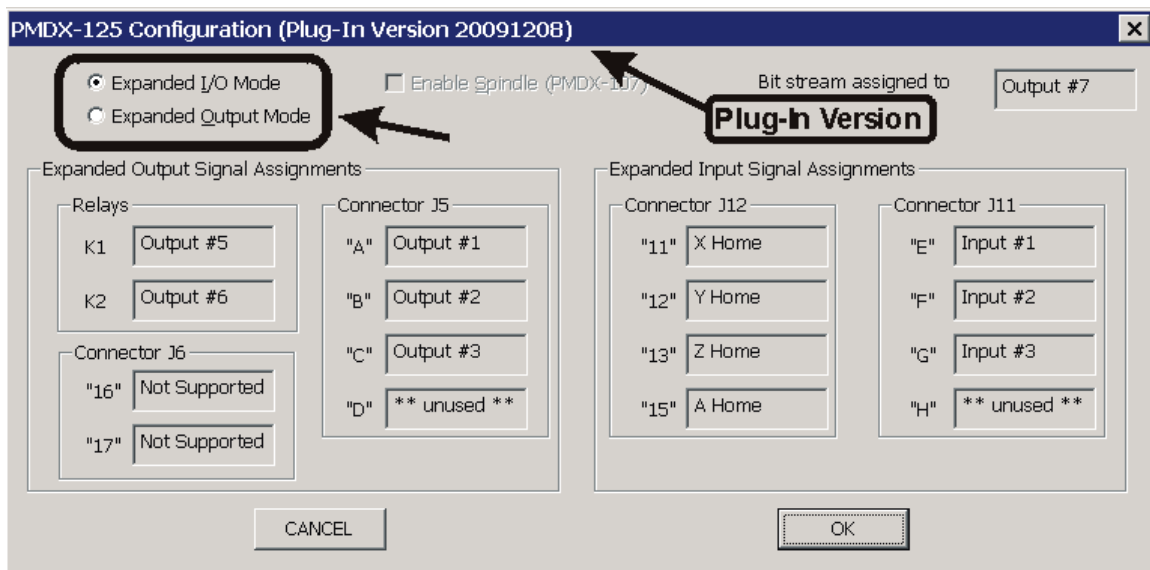 PMDX-125 Configuration (Plug-In Version 20091208)
Expanded I/O Mode
Expanded Output Mode
Enable Spindle (PMDX-107)
Bit stream assigned to
Output #7
Plug-In Version
Expanded Output Signal Assignments
Relays
K1 Output #5
K2 Output #6
Connector J6
"16" Not Supported
"17" Not Supported
Connector J5
"A" Output #1
"B" Output #2
"C" Output #3
"D" ** unused **
Expanded Input Signal Assignments
Connector J12
"11" X Home
"12" Y Home
"13" Z Home
"15" A Home
Connector J11
"E" Input #1
"F" Input #2
"G" Input #3
"H" ** unused **
CANCEL
OK